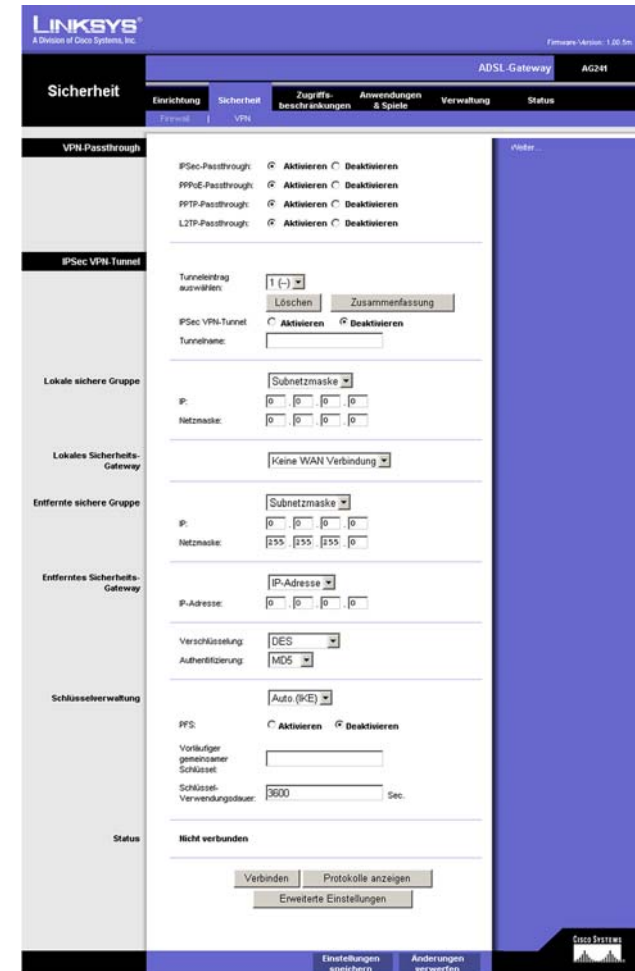 LINKSYS®
A Division of Cisco Systems, Inc.
Firmware-Version: 1.00.5m
ADSL-Gateway AG241
Sicherheit
Einrichtung Sicherheit Zugriffs-beschränkungen Anwendungen & Spiele Verwaltung Status
Firewall | VPN
VPN-Passthrough
Weiter...
IPSec-Passthrough: Aktivieren Deaktivieren
PPPoE-Passthrough: Aktivieren Deaktivieren
PPTP-Passthrough: Aktivieren Deaktivieren
L2TP-Passthrough: Aktivieren Deaktivieren
IPSec VPN-Tunnel
Tunneleintrag
auswählen: 1 (--)
Löschen Zusammenfassung
IPSec VPN-Tunnel: Aktivieren Deaktivieren
Tunnelname:
Lokale sichere Gruppe Subnetzmaske
IP: 0 . 0 . 0 . 0
Netzmaske: 0 . 0 . 0 . 0
Lokales Sicherheits-
Gateway Keine WAN Verbindung
Entfernte sichere Gruppe Subnetzmaske
IP: 0 . 0 . 0 . 0
Netzmaske: 255 . 255 . 255 . 0
Entferntes Sicherheits-
Gateway IP-Adresse
IP-Adresse: 0 . 0 . 0 . 0
Verschlüsselung: DES
Authentifizierung: MD5
Schlüsselverwaltung Auto.(IKE)
PFS: Aktivieren Deaktivieren
Vorläufiger
gemeinsamer
Schlüssel:
Schlüssel-
Verwendungsdauer: 3600 Sec.
Status Nicht verbunden
Verbinden Protokolle anzeigen
Erweiterte Einstellungen
CISCO SYSTEMS
Einstellungen speichern Änderungen verwerfen